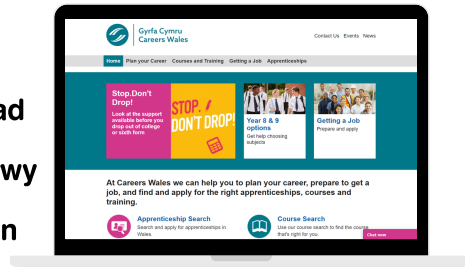 Gyrfa Cymru
Careers Wales
Contact Us Events News
Home Plan your Career Courses and Training Getting a Job Apprenticeships
Stop.Don't
Drop!
Look at the support
available before you
drop out of college
or sixth form
STOP.
DON'T DROP!
Year 8 & 9
options
Get help choosing
subjects
Getting a Job
Prepare and apply
At Careers Wales we can help you to plan your career, prepare to get a
job, and find and apply for the right apprenticeships, courses and
training.
Apprenticeship Search
Search and apply for apprenticeships in
Wales.
Course Search
Use our course search to find the course
that's right for you.
Chat now
ad
wy
n